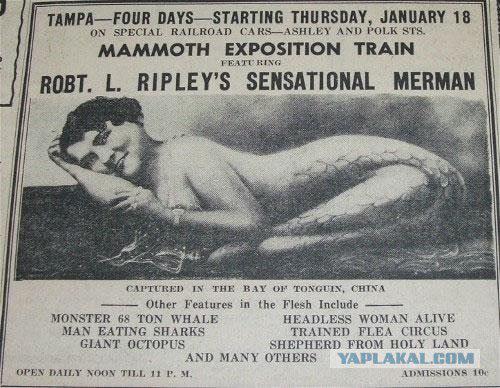 TAMPA—FOUR DAYS—STARTING THURSDAY, JANUARY 18
ON SPECIAL RAILROAD CARS—ASHLEY AND POLK STS.
MAMMOTH EXPOSITION TRAIN
FEATURING
ROBT. L. RIPLEY'S SENSATIONAL MERMAN
CAPTURED IN THE BAY OF TONGUIN, CHINA
Other Features in the Flesh Include
MONSTER 68 TON WHALE
MAN EATING SHARKS
GIANT OCTOPUS
HEADLESS WOMAN ALIVE
TRAINED FLEA CIRCUS
SHEPHERD FROM HOLY LAND
AND MANY OTHERS
OPEN DAILY NOON TILL 11 P. M.
ADMISSIONS 10c
YAPLAKAL.COM